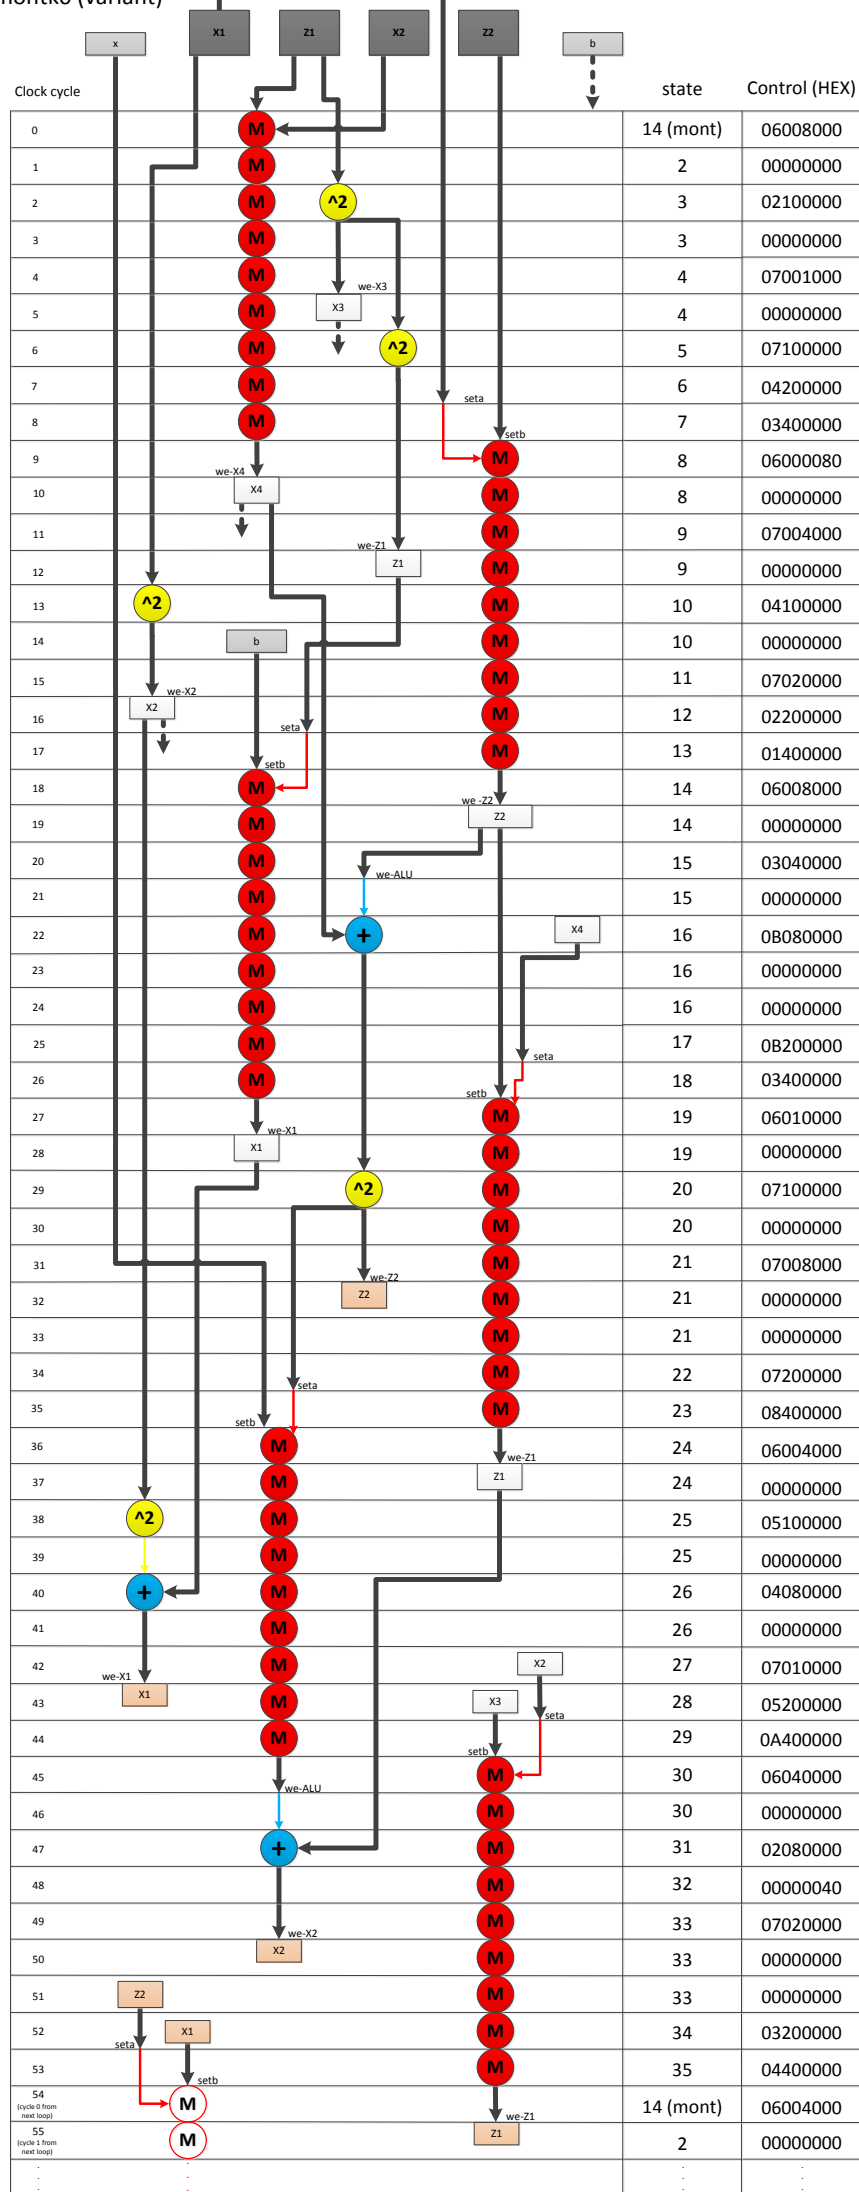 montko (variant)
x
X1
Z1
X2
Z2
b
Clock cycle
state
Control (HEX)
0
M
14 (mont)
06008000
1
M
2
00000000
2
M
^2
3
02100000
3
M
3
00000000
4
M
we-X3
4
07001000
5
M
X3
4
00000000
6
M
^2
5
07100000
7
M
seta
6
04200000
8
M
setb
7
03400000
9
we-X4
M
8
06000080
10
X4
M
8
00000000
11
we-Z1
M
9
07004000
12
Z1
M
9
00000000
13
^2
M
10
04100000
14
b
M
10
00000000
15
we-X2
M
11
07020000
16
X2
seta
M
12
02200000
17
setb
M
13
01400000
18
M
we -Z2
14
06008000
19
M
Z2
14
00000000
20
M
we-ALU
15
03040000
21
M
15
00000000
22
M
+
X4
16
0B080000
23
M
16
00000000
24
M
16
00000000
25
M
seta
17
0B200000
26
M
setb
18
03400000
27
we-X1
M
19
06010000
28
X1
M
19
00000000
29
^2
M
20
07100000
30
M
20
00000000
31
we-Z2
M
21
07008000
32
Z2
M
21
00000000
33
M
21
00000000
34
seta
M
22
07200000
35
setb
M
23
08400000
36
M
we-Z1
24
06004000
37
M
Z1
24
00000000
38
^2
M
25
05100000
39
M
25
00000000
40
+
M
26
04080000
41
M
26
00000000
42
we-X1
M
X2
27
07010000
43
X1
M
X3
seta
28
05200000
44
M
setb
29
0A400000
45
we-ALU
M
30
06040000
46
M
30
00000000
47
+
M
31
02080000
48
M
32
00000040
49
we-X2
M
33
07020000
50
X2
M
33
00000000
51
Z2
M
33
00000000
52
seta
X1
M
34
03200000
53
setb
M
35
04400000
54
(cycle 0 from
next loop)
M
we-Z1
14 (mont)
06004000
55
(cycle 1 from
next loop)
M
Z1
2
00000000